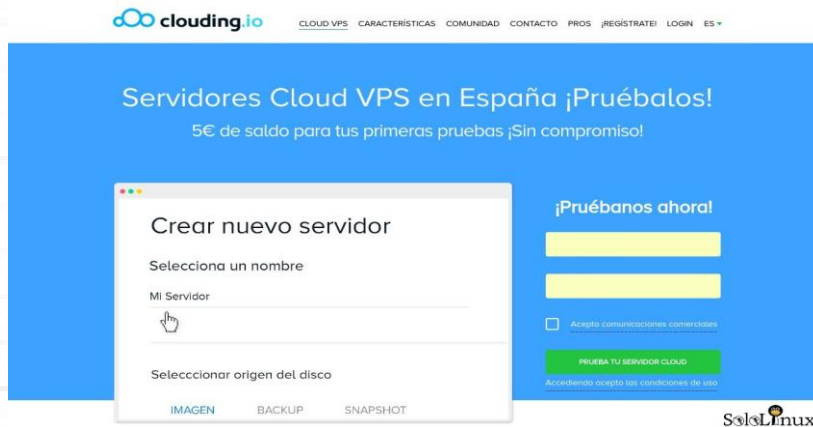 clouding.io
CLOUD VPS CARACTERÍSTICAS COMUNIDAD CONTACTO PROS ¡REGÍSTRATE! LOGIN ES
Servidores Cloud VPS en España ¡Pruébalos!
5€ de saldo para tus primeras pruebas ¡Sin compromiso!
Crear nuevo servidor
Selecciona un nombre
Mi Servidor
Selecccionar origen del disco
IMAGEN BACKUP SNAPSHOT
¡Pruébanos ahora!
Acepto comunicaciones comerciales
PRUEBA TU SERVIDOR CLOUD
Accediendo acepto las condiciones de uso
SoloLinux